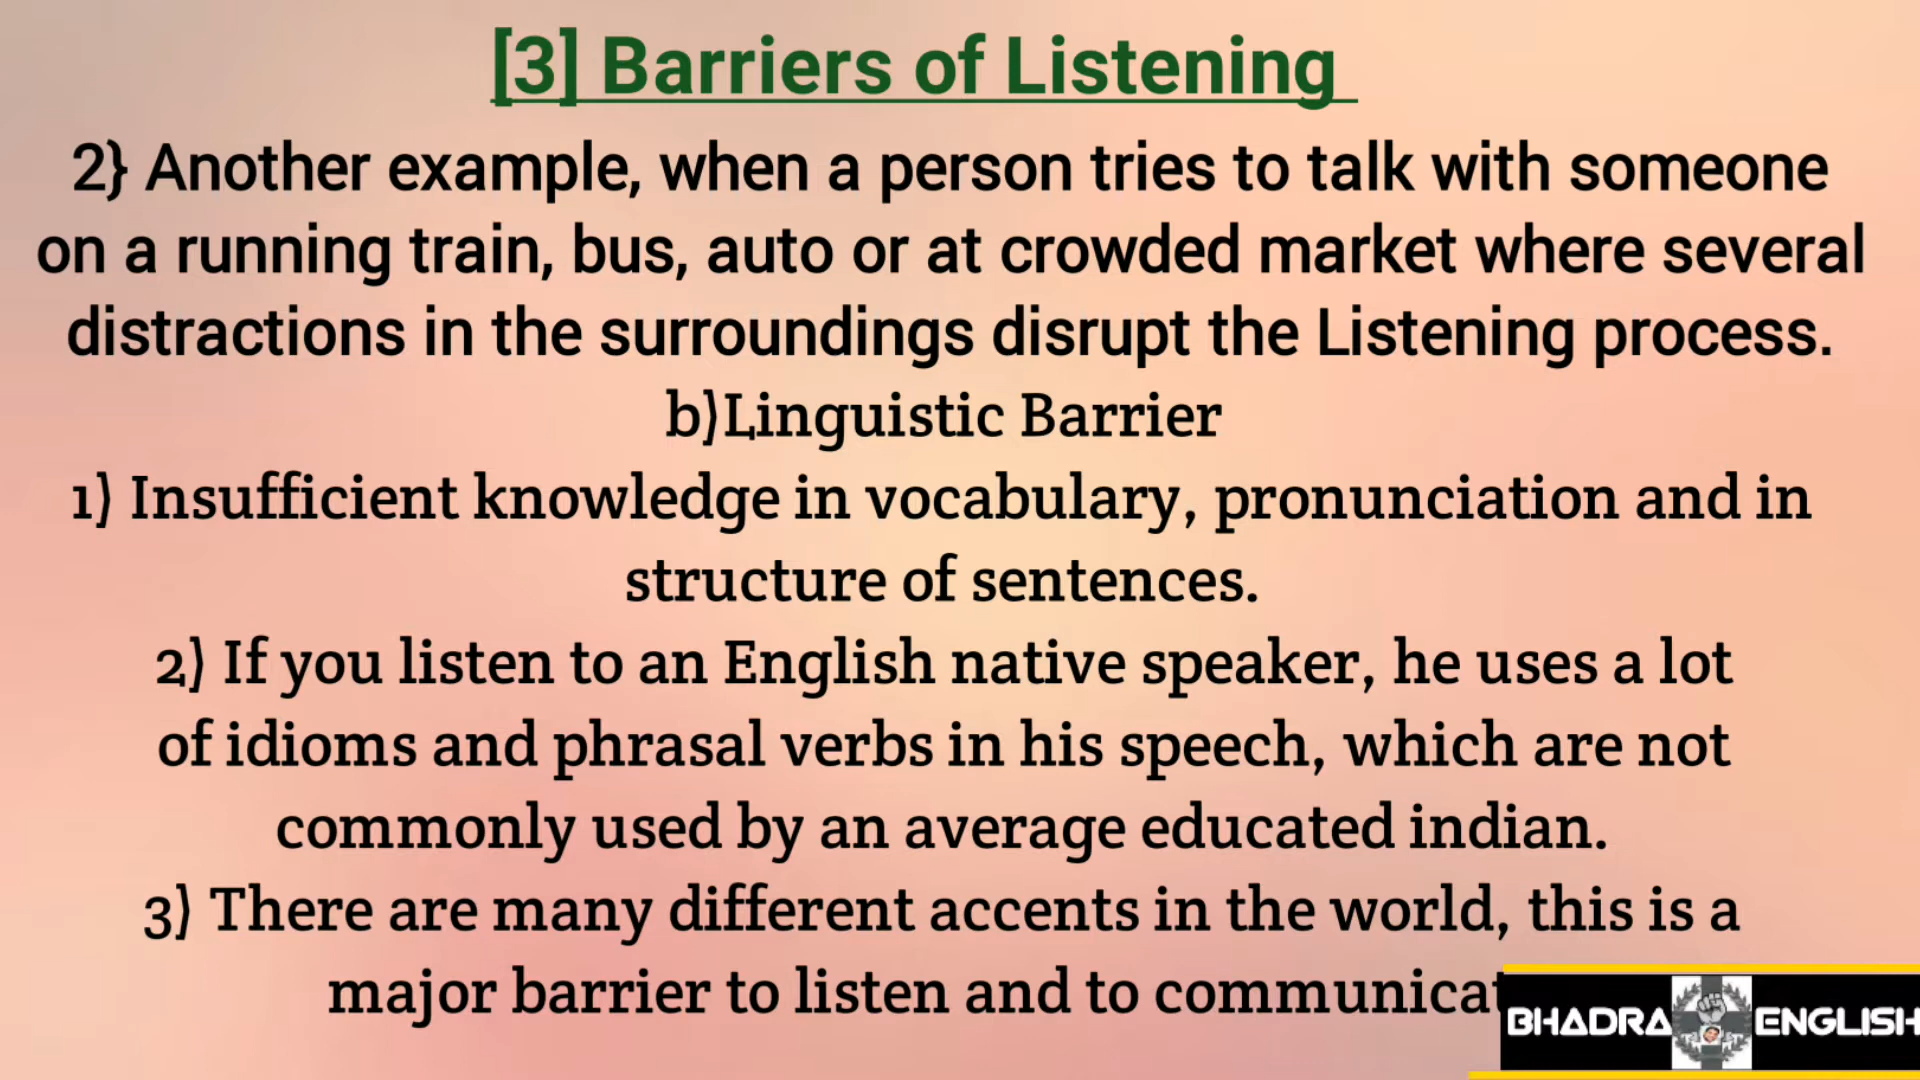 [3] Barriers of Listening
2} Another example, when a person tries to talk with someone
on a running train, bus, auto or at crowded market where several
distractions in the surroundings disrupt the Listening process.
b)Linguistic Barrier
1) Insufficient knowledge in vocabulary, pronunciation and in
structure of sentences.
2) If you listen to an English native speaker, he uses a lot
of idioms and phrasal verbs in his speech, which are not
commonly used by an average educated indian.
3) There are many different accents in the world, this is a
major barrier to listen and to
BHADRA ENGLISH